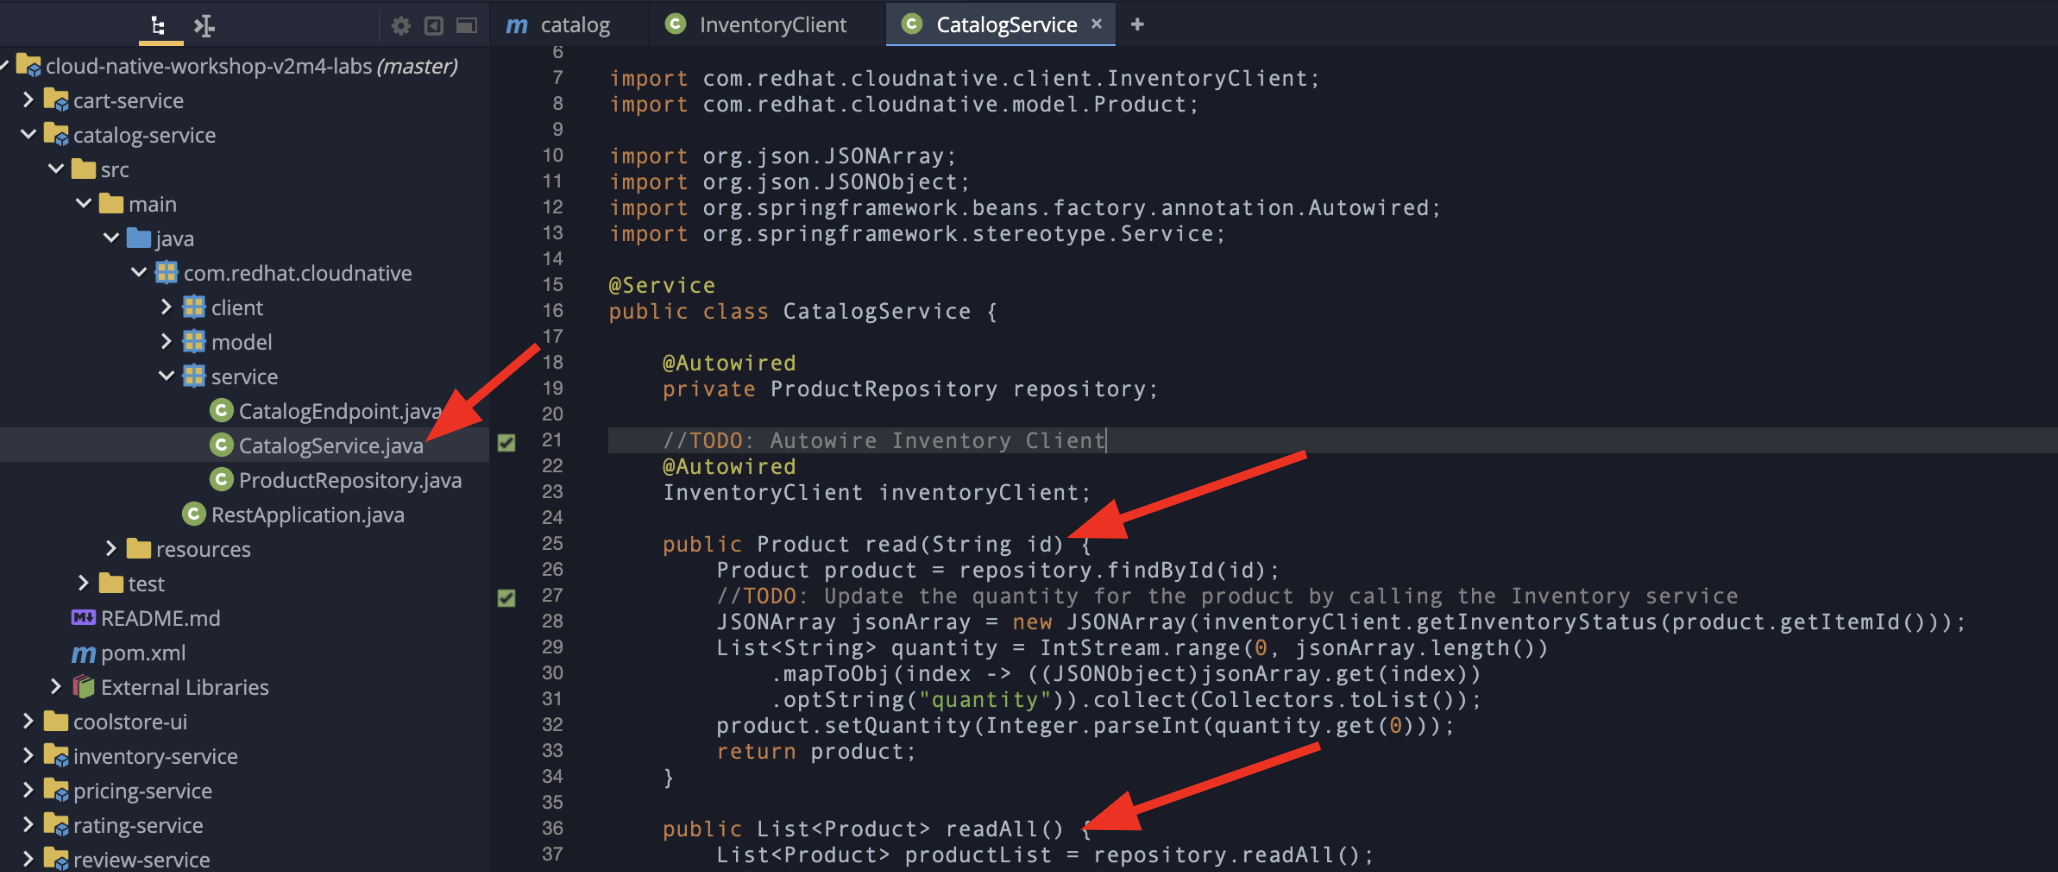 catalog
InventoryClient
CatalogService ×
+
cloud-native-workshop-v2m4-labs (master)
cart-service
catalog-service
src
main
java
com.redhat.cloudnative
client
model
service
CatalogEndpoint.java
CatalogService.java
ProductRepository.java
RestApplication.java
resources
test
README.md
pom.xml
External Libraries
coolstore-ui
inventory-service
pricing-service
rating-service
review-service
6
7 import com.redhat.cloudnative.client.InventoryClient;
8 import com.redhat.cloudnative.model.Product;
9
10 import org.json.JSONArray;
11 import org.json.JSONObject;
12 import org.springframework.beans.factory.annotation.Autowired;
13 import org.springframework.stereotype.Service;
14
15 @Service
16 public class CatalogService {
17
18 @Autowired
19 private ProductRepository repository;
20
21 //TODO: Autowire Inventory Client
22 @Autowired
23 InventoryClient inventoryClient;
24
25 public Product read(String id) {
26 Product product = repository.findById(id);
27 //TODO: Update the quantity for the product by calling the Inventory service
28 JSONArray jsonArray = new JSONArray(inventoryClient.getInventoryStatus(product.getItemId()));
29 List<String> quantity = IntStream.range(0, jsonArray.length())
30 .mapToObj(index -> ((JSONObject)jsonArray.get(index))
31 .optString("quantity")).collect(Collectors.toList());
32 product.setQuantity(Integer.parseInt(quantity.get(0)));
33 return product;
34 }
35
36 public List<Product> readAll() {
37 List<Product> productList = repository.readAll();